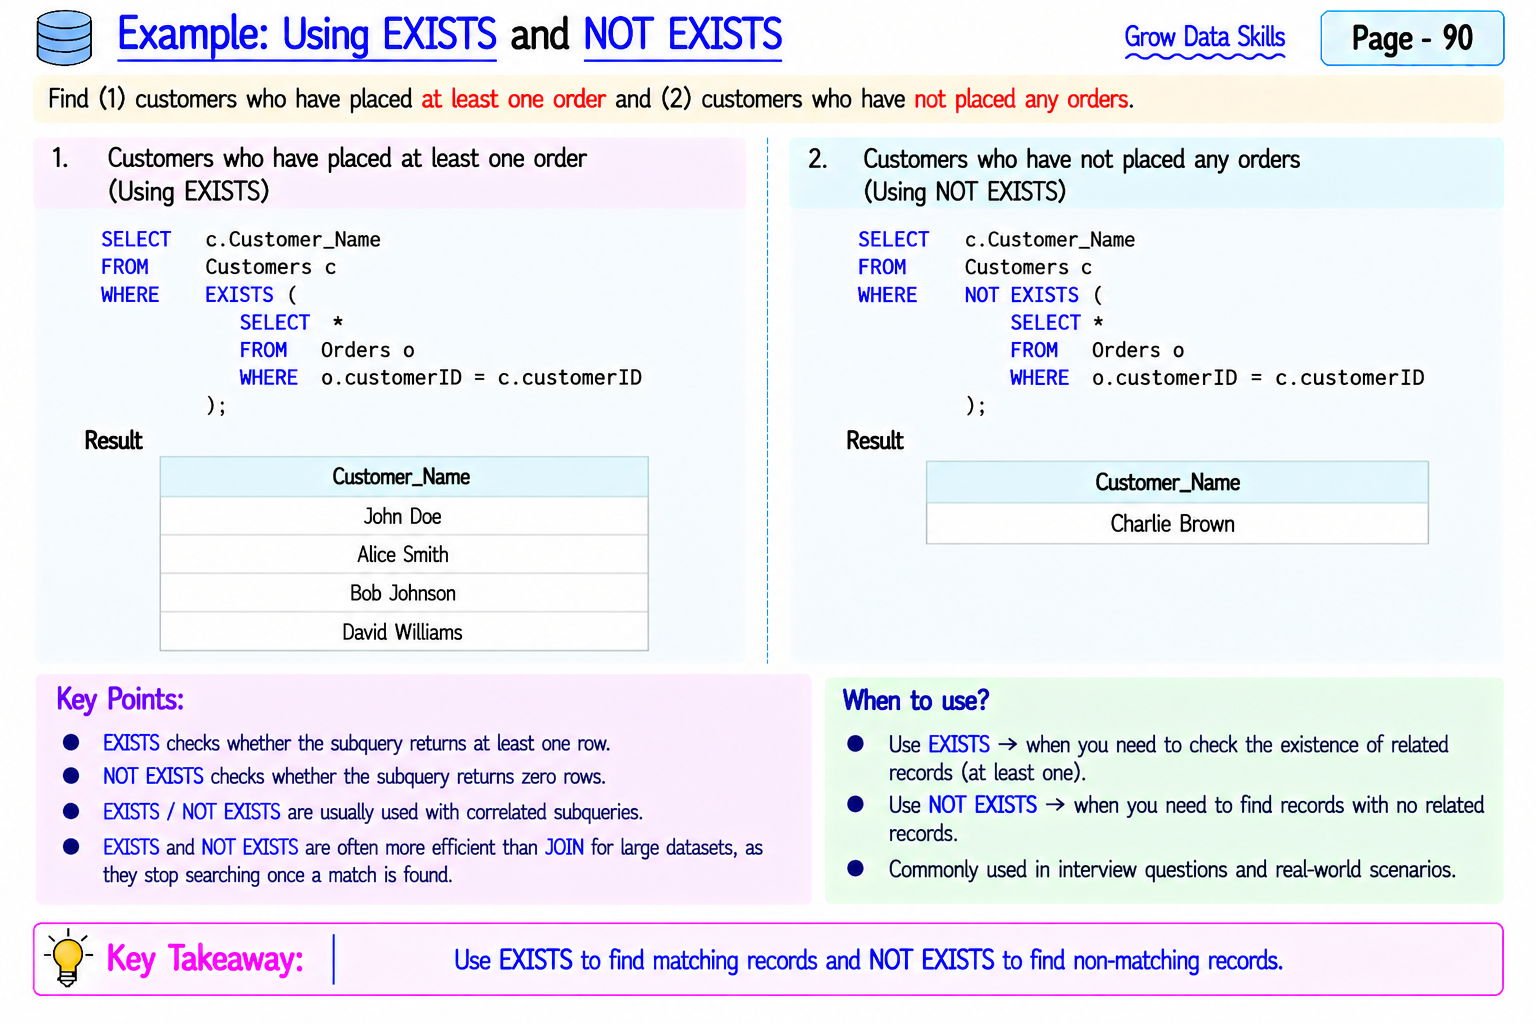 Example: Using EXISTS and NOT EXISTS
Grow Data Skills
Page - 90
Find (1) customers who have placed at least one order and (2) customers who have not placed any orders.
1. Customers who have placed at least one order
(Using EXISTS)
SELECT c.Customer_Name
FROM Customers c
WHERE EXISTS (
SELECT *
FROM Orders o
WHERE o.customerID = c.customerID
);
Result
Customer_Name
John Doe
Alice Smith
Bob Johnson
David Williams
2. Customers who have not placed any orders
(Using NOT EXISTS)
SELECT c.Customer_Name
FROM Customers c
WHERE NOT EXISTS (
SELECT *
FROM Orders o
WHERE o.customerID = c.customerID
);
Result
Customer_Name
Charlie Brown
Key Points:
● EXISTS checks whether the subquery returns at least one row.
● NOT EXISTS checks whether the subquery returns zero rows.
● EXISTS / NOT EXISTS are usually used with correlated subqueries.
● EXISTS and NOT EXISTS are often more efficient than JOIN for large datasets, as
they stop searching once a match is found.
When to use?
● Use EXISTS → when you need to check the existence of related
records (at least one).
● Use NOT EXISTS → when you need to find records with no related
records.
● Commonly used in interview questions and real-world scenarios.
Key Takeaway:
Use EXISTS to find matching records and NOT EXISTS to find non-matching records.